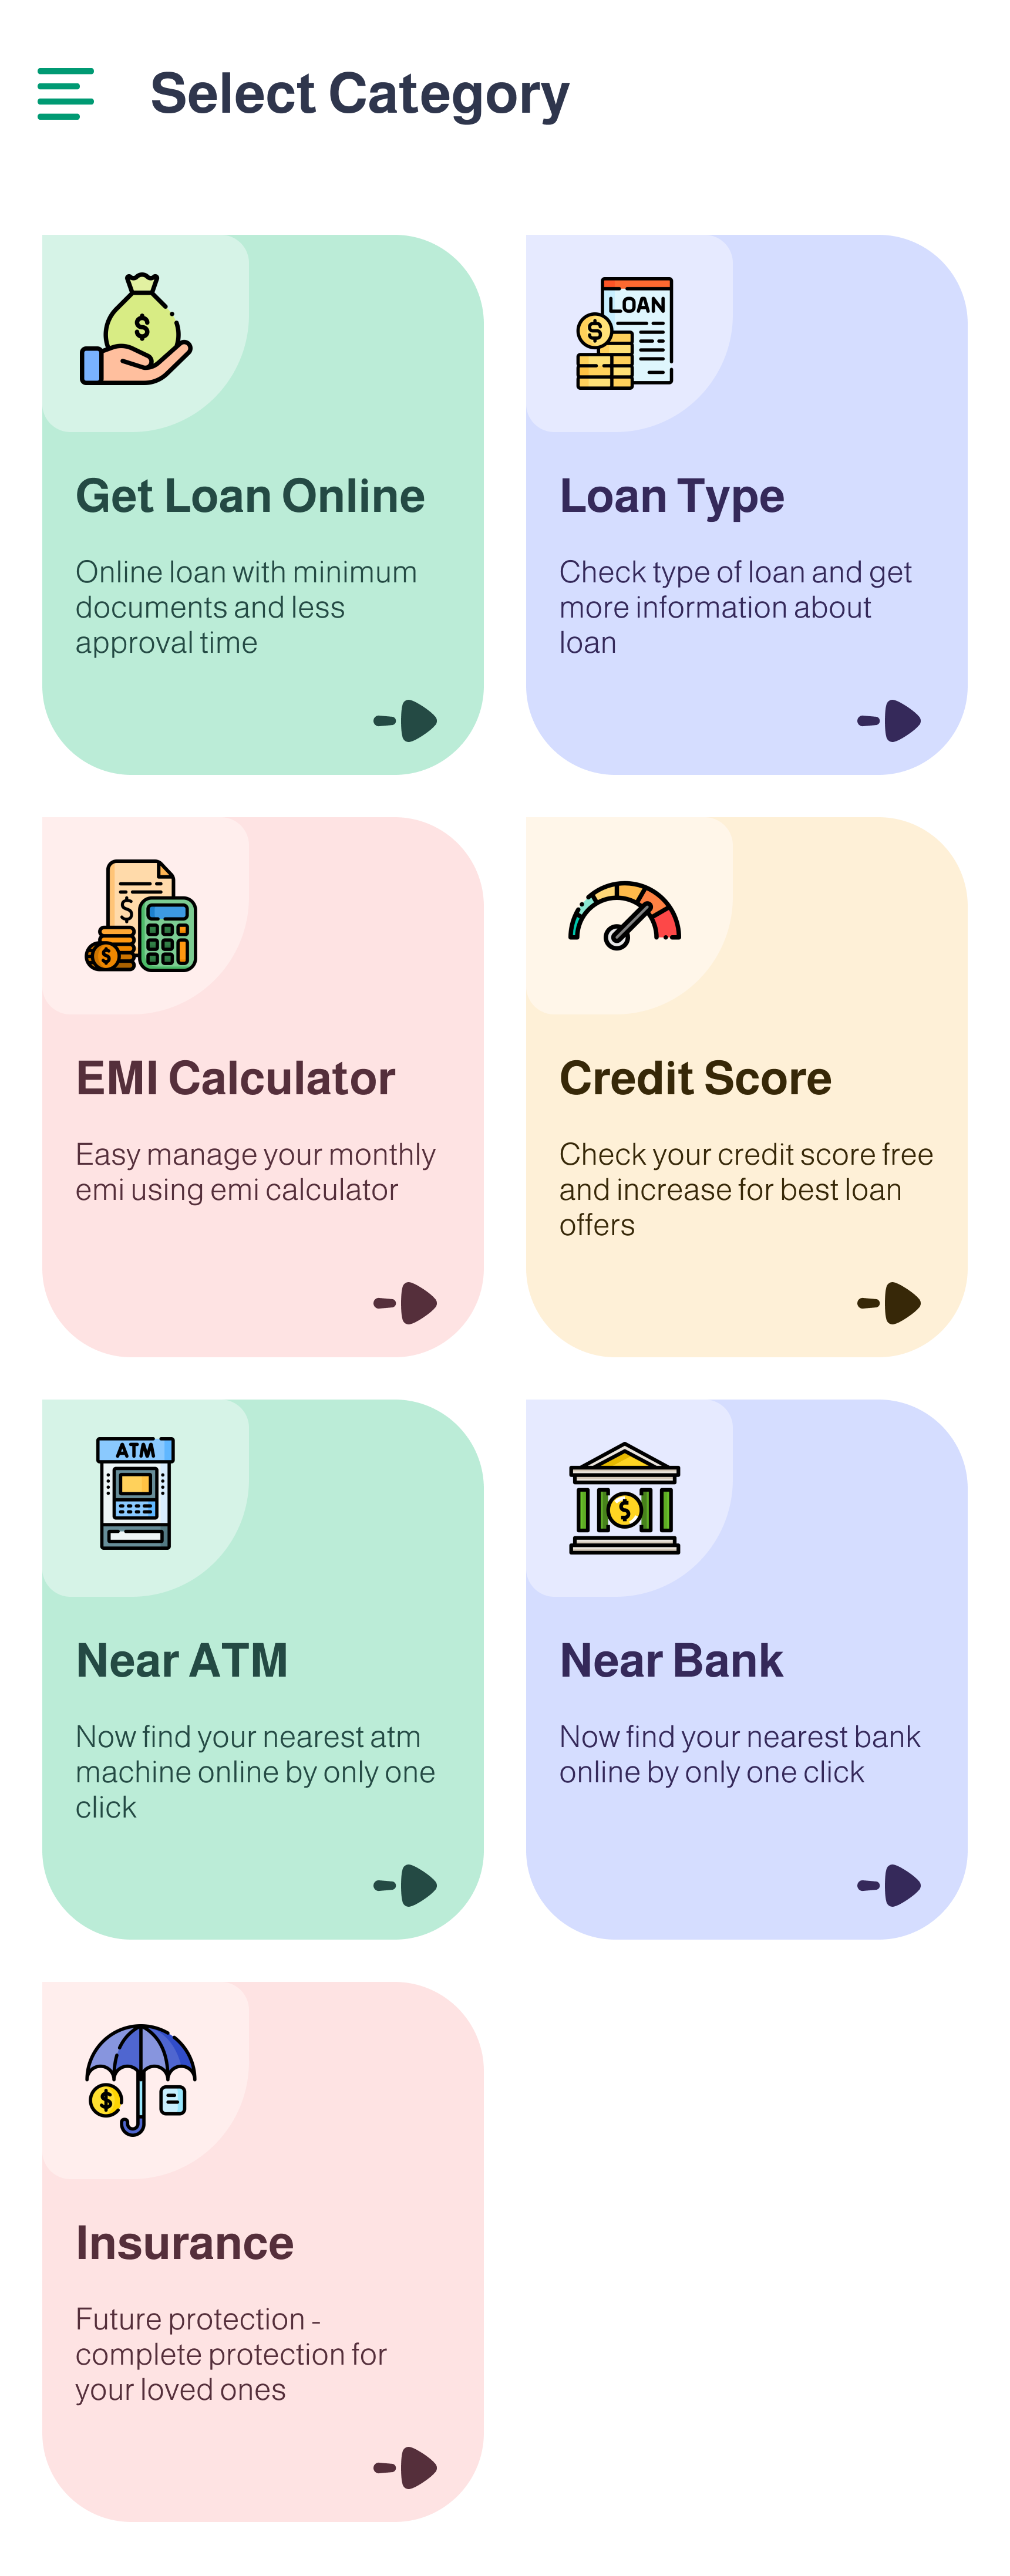 Select Category
$
LOAN
$
Get Loan Online
Loan Type
Online loan with minimum
documents and less
approval time
Check type of loan and get
more information about
loan
$
$
EMI Calculator
Credit Score
Easy manage your monthly
emi using emi calculator
Check your credit score free
and increase for best loan
offers
ATM
$
Near ATM
Near Bank
Now find your nearest atm
machine online by only one
click
Now find your nearest bank
online by only one click
$
Insurance
Future protection -
complete protection for
your loved ones